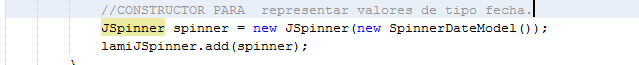 //CONSTRUCTOR PARA  representar valores de tipo fecha.
JSpinner spinner = new JSpinner(new SpinnerDateModel());
lamiJSpinner.add(spinner);
}